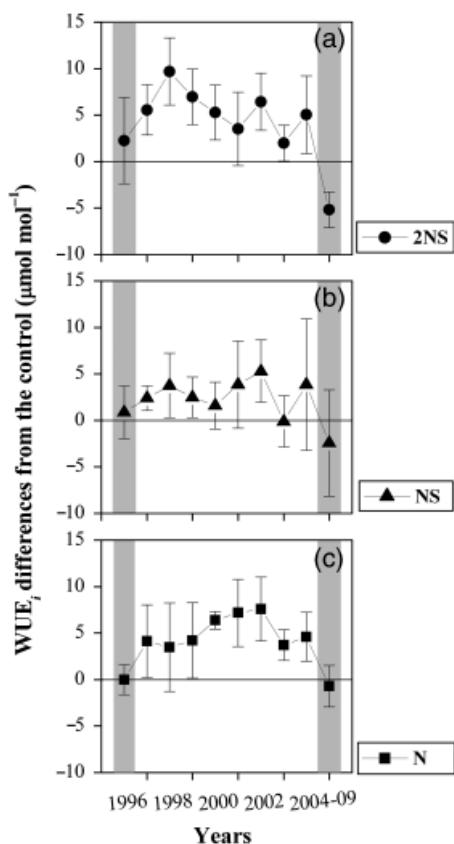 WUEi differences from the control (µmol mol−1)
(a)
15
10
5
0
−5
−10
2NS
(b)
15
10
5
0
−5
−10
NS
(c)
15
10
5
0
−5
−10
N
1996 1998 2000 2002 2004-09
Years